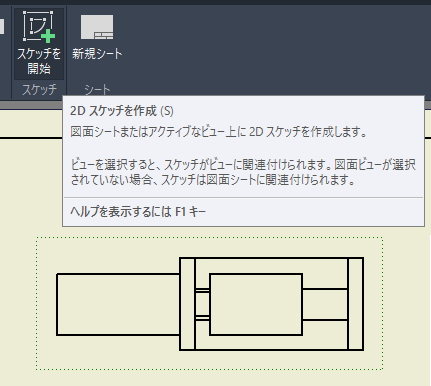 スケッチを
開始
新規シート
スケッチ
シート
2D スケッチを作成 (S)
図面シートまたはアクティブなビュー上に 2D スケッチを作成します。
ビューを選択すると、スケッチがビューに関連付けられます。図面ビューが選択
されていない場合、スケッチは図面シートに関連付けられます。
ヘルプを表示するには F1 キー